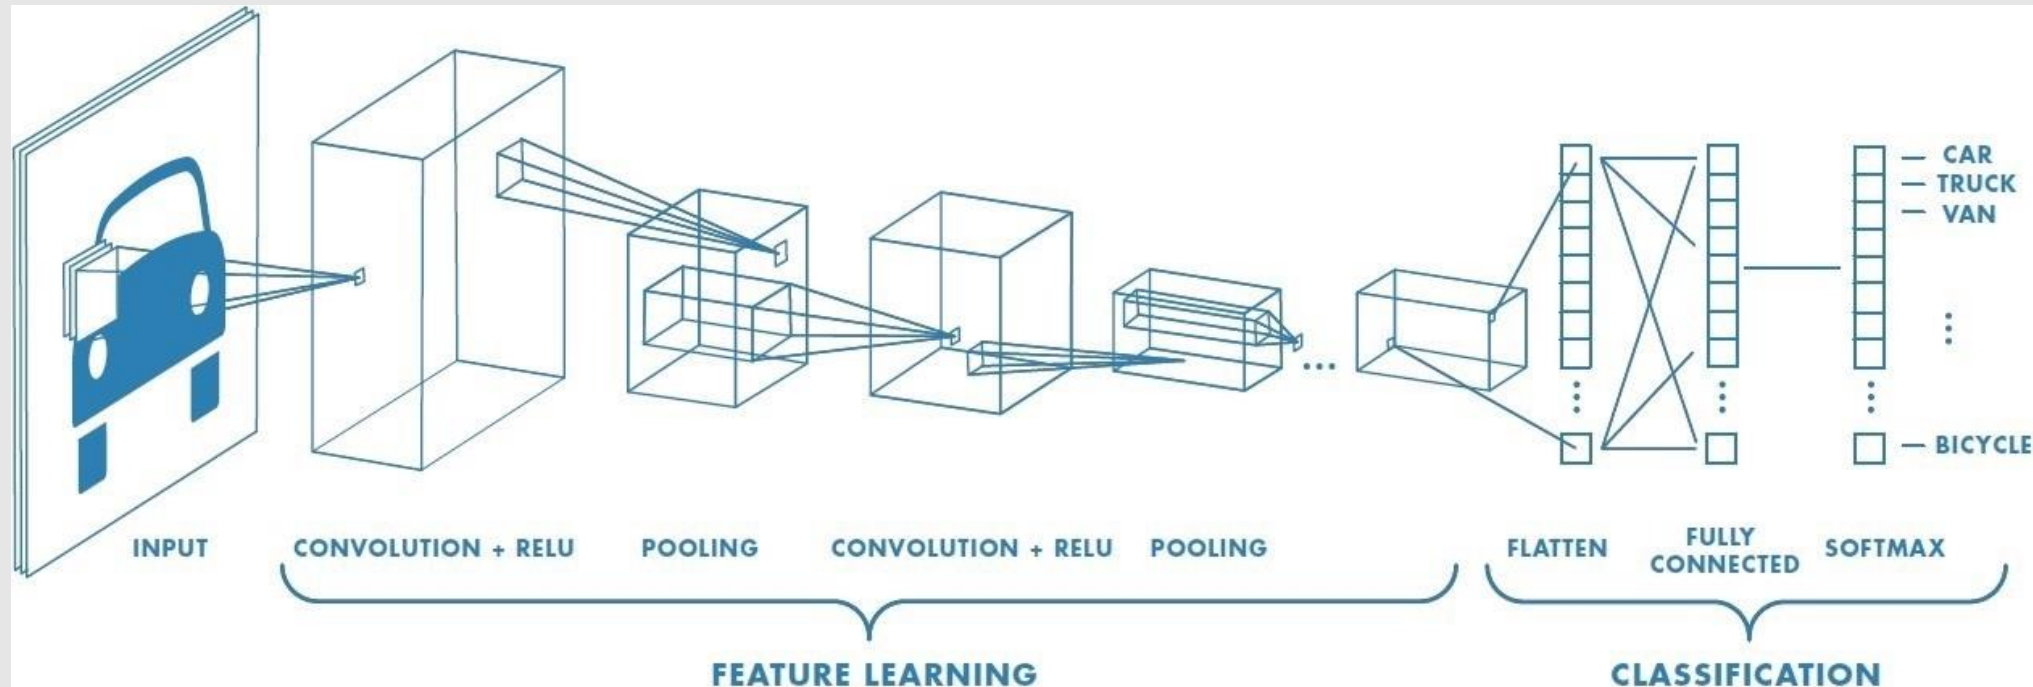 CAR
TRUCK
VAN
BICYCLE
INPUT
CONVOLUTION + RELU
POOLING
CONVOLUTION + RELU
POOLING
FLATTEN
FULLY
CONNECTED
SOFTMAX
FEATURE LEARNING
CLASSIFICATION